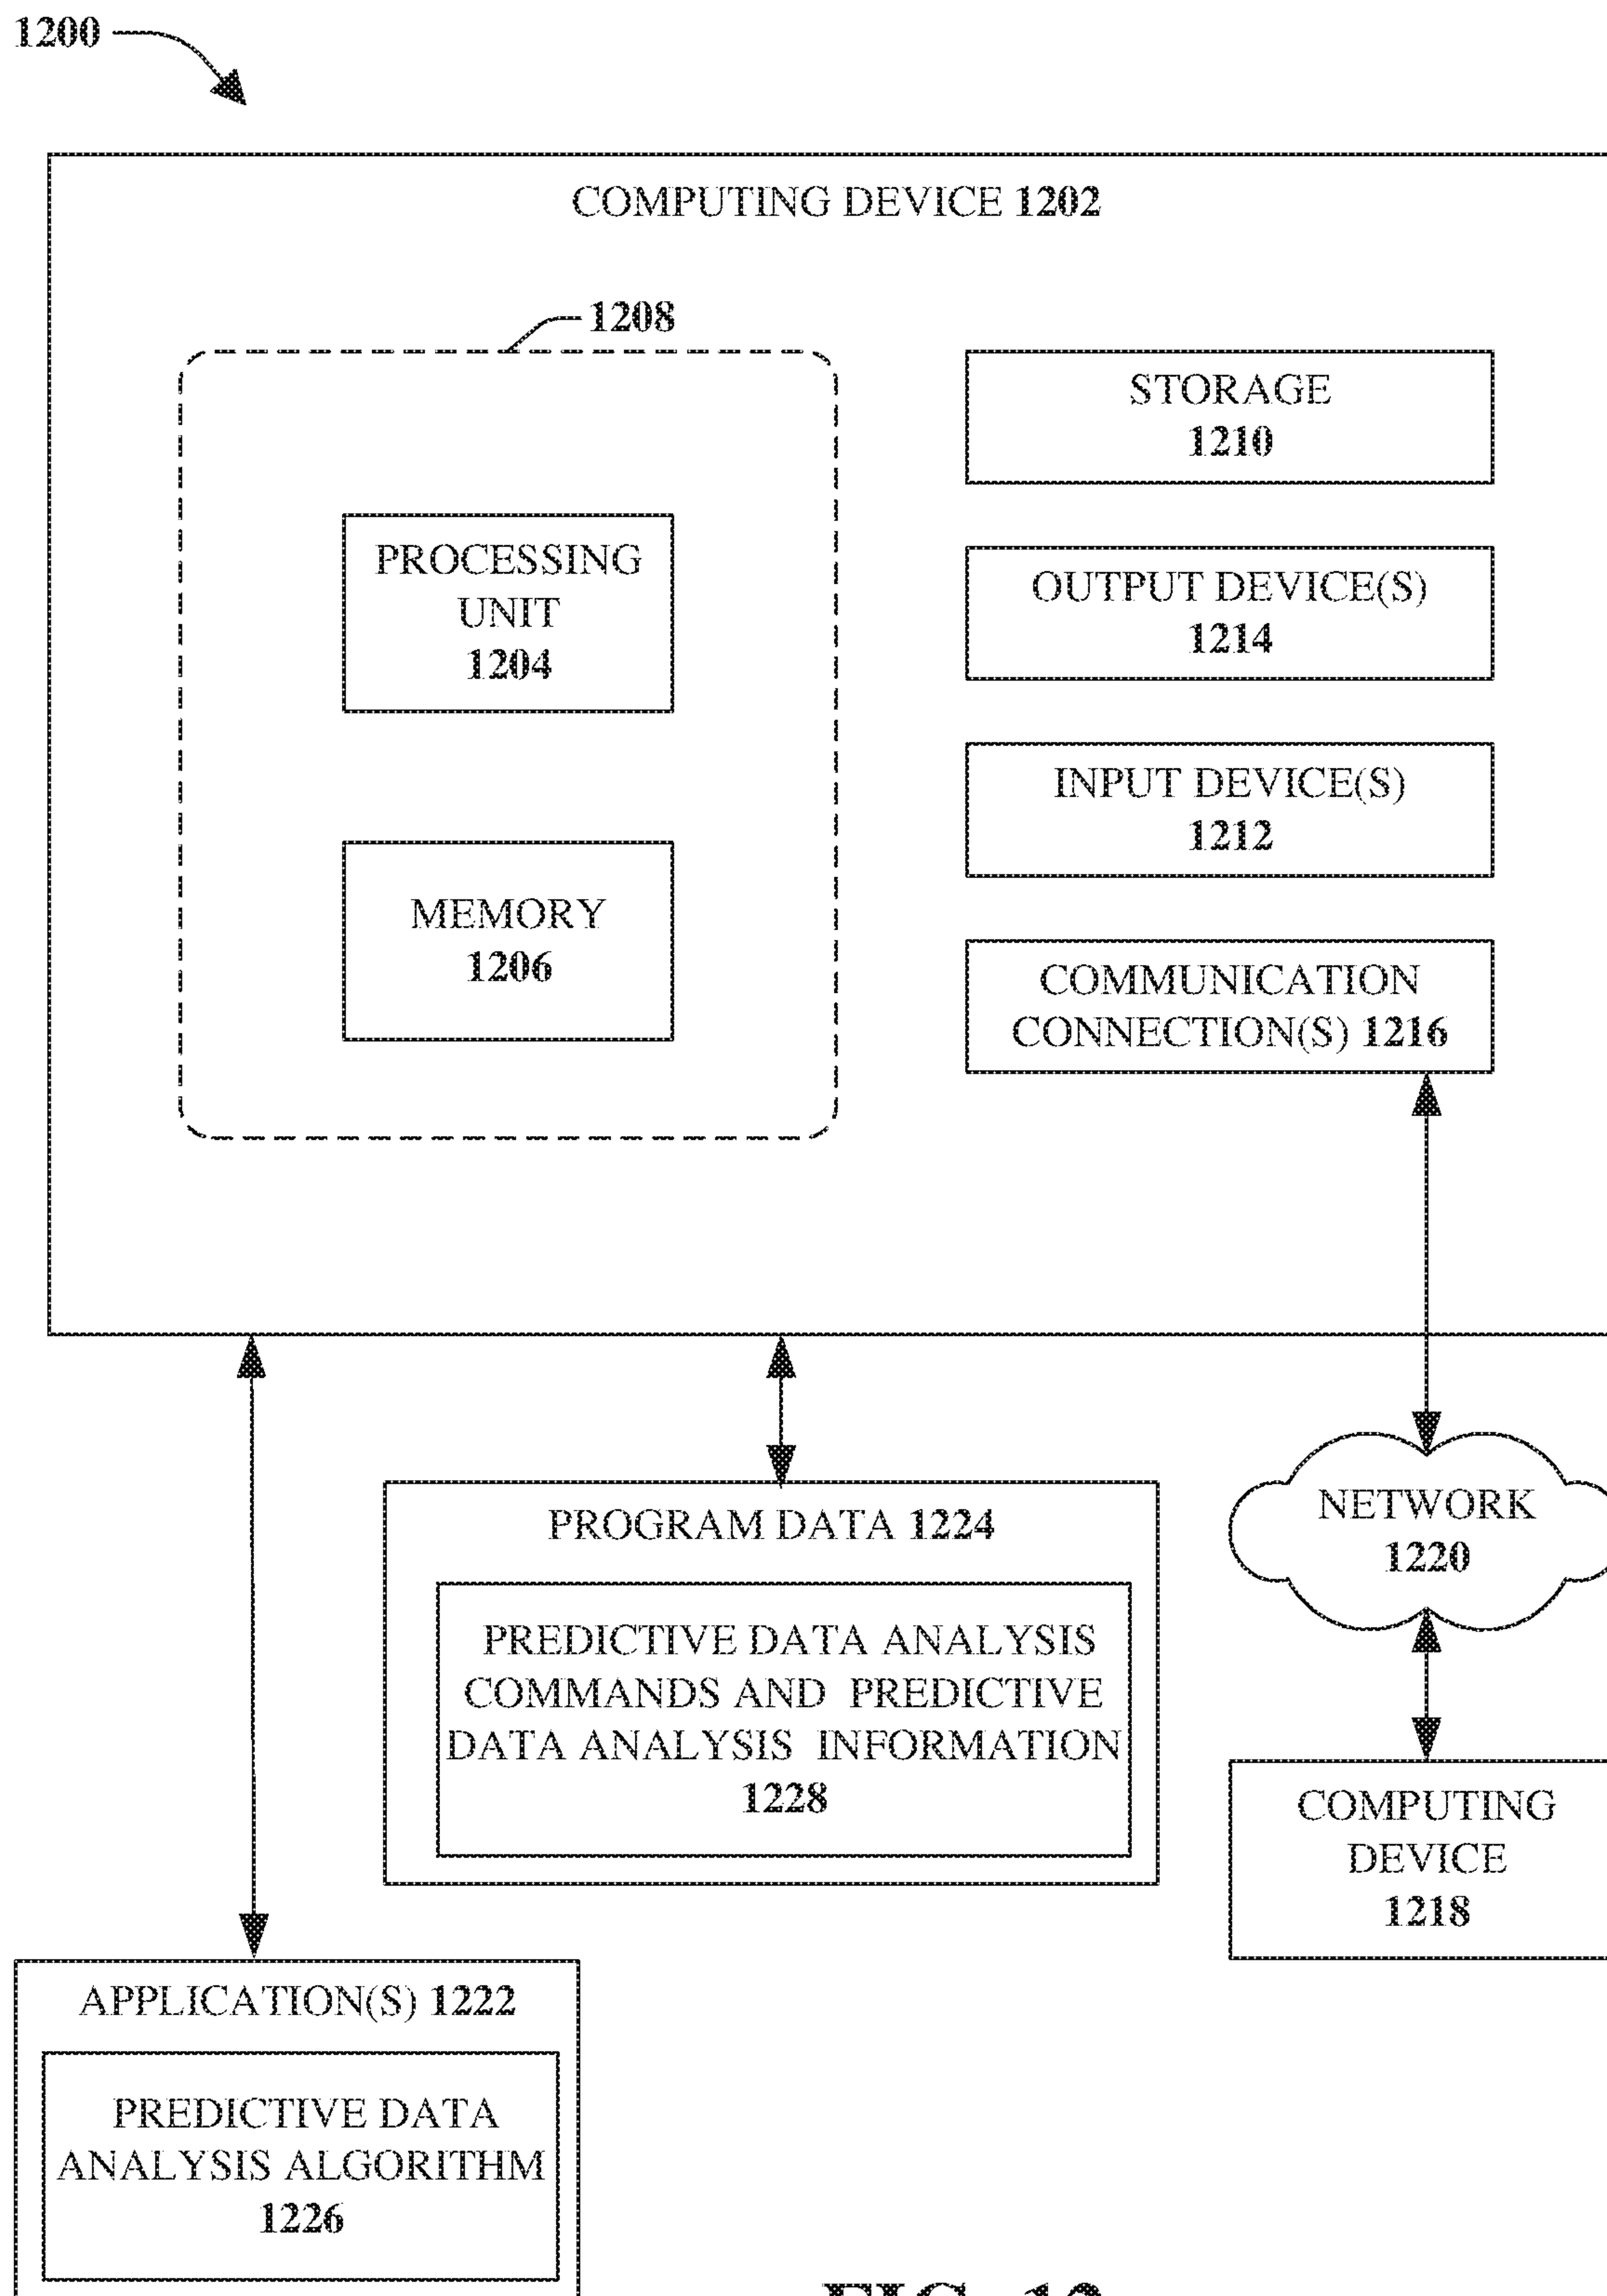 1200
COMPUTING DEVICE 1202
1208
PROCESSING
UNIT
1204
MEMORY
1206
STORAGE
1210
OUTPUT DEVICE(S)
1214
INPUT DEVICE(S)
1212
COMMUNICATION
CONNECTION(S) 1216
PROGRAM DATA 1224
PREDICTIVE DATA ANALYSIS
COMMANDS AND PREDICTIVE
DATA ANALYSIS INFORMATION
1228
NETWORK
1220
COMPUTING
DEVICE
1218
APPLICATION(S) 1222
PREDICTIVE DATA
ANALYSIS ALGORITHM
1226